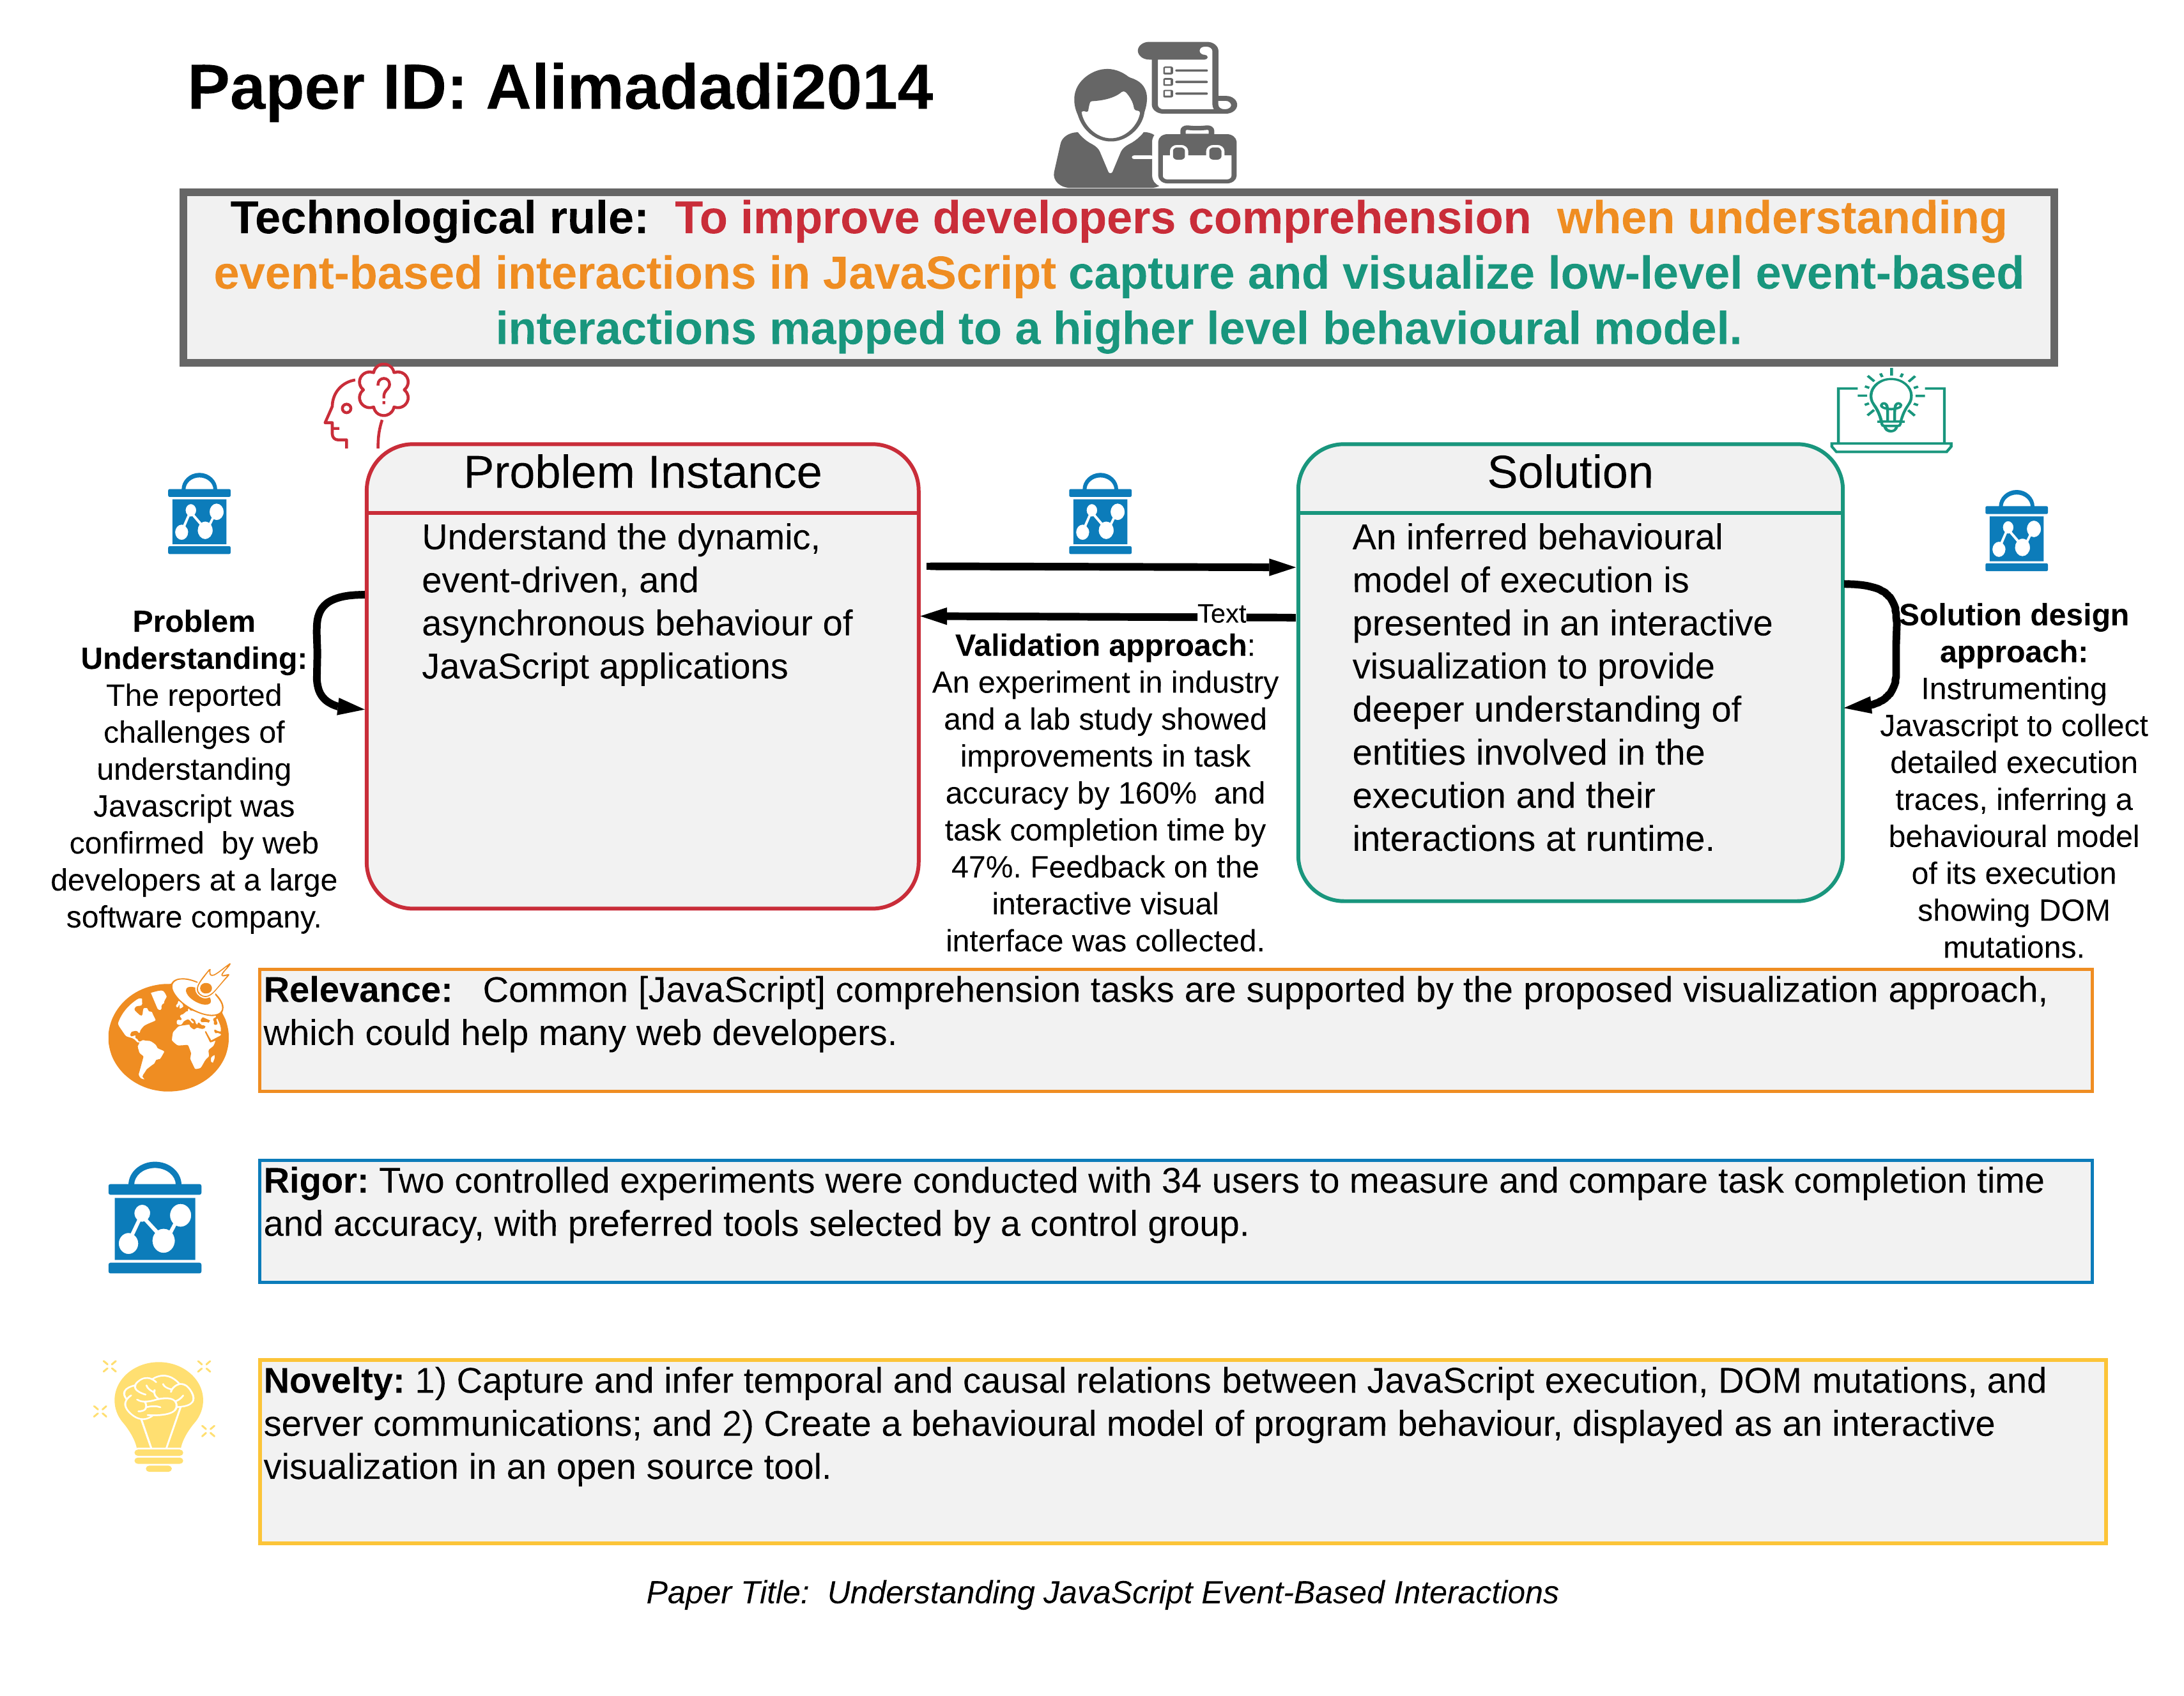 Paper ID: Alimadadi2014
Technological rule: To improve developers comprehension when understanding
event-based interactions in JavaScript capture and visualize low-level event-based
interactions mapped to a higher level behavioural model.
Problem
Understanding:
The reported
challenges of
understanding
Javascript was
confirmed by web
developers at a large
software company.
Problem Instance
Understand the dynamic,
event-driven, and
asynchronous behaviour of
JavaScript applications
Text
Validation approach:
An experiment in industry
and a lab study showed
improvements in task
accuracy by 160% and
task completion time by
47%. Feedback on the
interactive visual
interface was collected.
Solution
An inferred behavioural
model of execution is
presented in an interactive
visualization to provide
deeper understanding of
entities involved in the
execution and their
interactions at runtime.
Solution design
approach:
Instrumenting
Javascript to collect
detailed execution
traces, inferring a
behavioural model
of its execution
showing DOM
mutations.
Relevance: Common [JavaScript] comprehension tasks are supported by the proposed visualization approach,
which could help many web developers.
Rigor: Two controlled experiments were conducted with 34 users to measure and compare task completion time
and accuracy, with preferred tools selected by a control group.
Novelty: 1) Capture and infer temporal and causal relations between JavaScript execution, DOM mutations, and
server communications; and 2) Create a behavioural model of program behaviour, displayed as an interactive
visualization in an open source tool.
Paper Title: Understanding JavaScript Event-Based Interactions